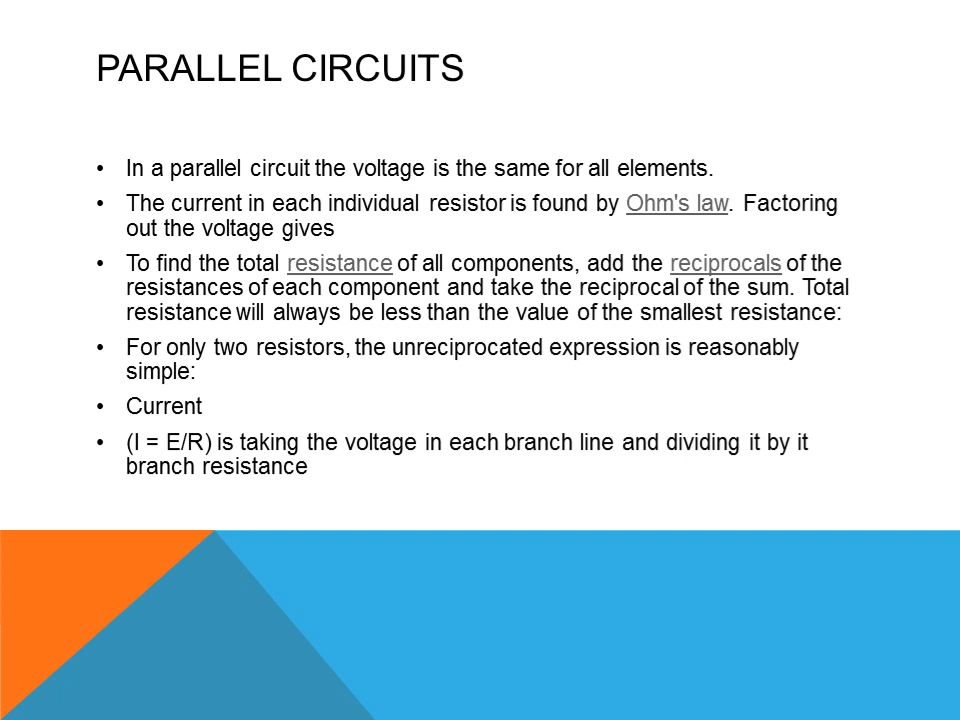 PARALLEL CIRCUITS
• In a parallel circuit the voltage is the same for all elements.
• The current in each individual resistor is found by Ohm's law. Factoring
out the voltage gives
• To find the total resistance of all components, add the reciprocals of the
resistances of each component and take the reciprocal of the sum. Total
resistance will always be less than the value of the smallest resistance:
• For only two resistors, the unreciprocated expression is reasonably
simple:
• Current
• (I = E/R) is taking the voltage in each branch line and dividing it by it
branch resistance